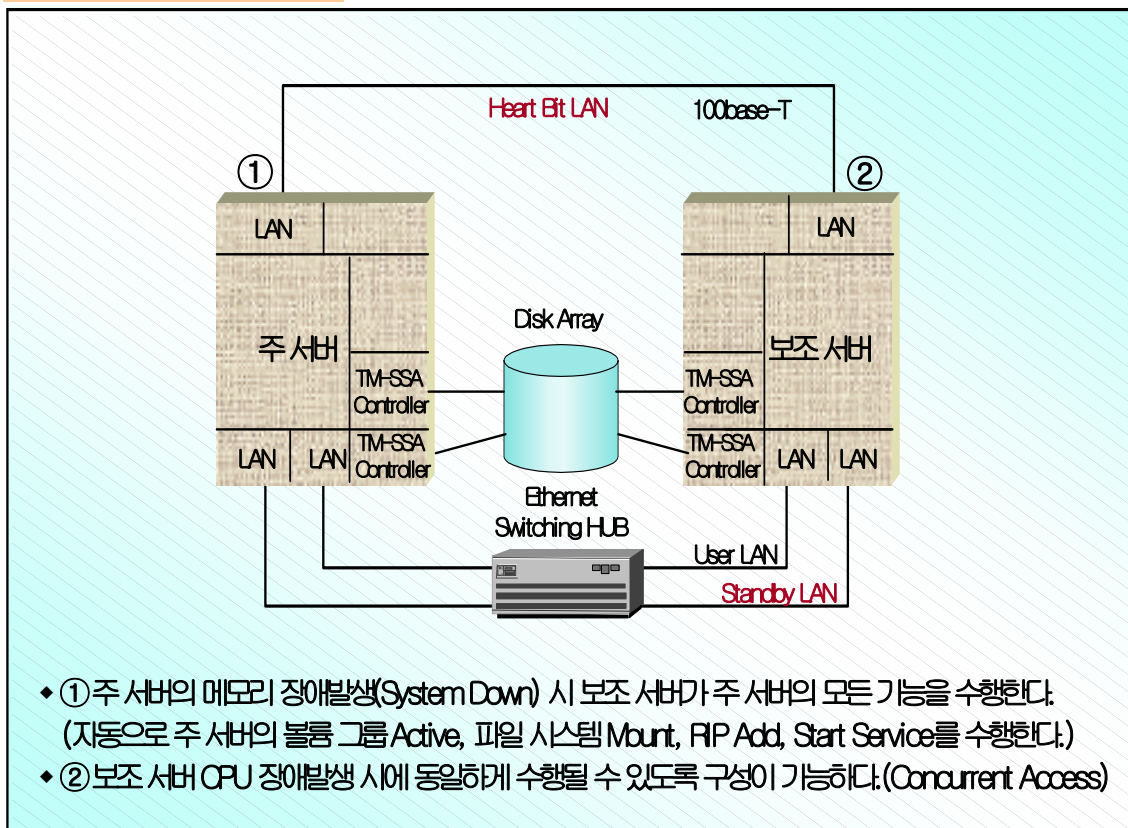 Heart Bit LAN
100base-T
①
②
LAN
LAN
Disk Array
주 서버
보조 서버
TM-SSA
Controller
TM-SSA
Controller
LAN
LAN
TM-SSA
Controller
TM-SSA
Controller
LAN
LAN
Ethernet
Switching HUB
User LAN
Standby LAN
◆ ① 주 서버의 메모리 장애발생(System Down) 시 보조 서버가 주 서버의 모든 기능을 수행한다.
(자동으로 주 서버의 볼륨 그룹 Active, 파일 시스템 Mount, RIP Add, Start Service를 수행한다.)
◆ ② 보조 서버 CPU 장애발생 시에 동일하게 수행될 수 있도록 구성이 가능하다.(Concurrent Access)